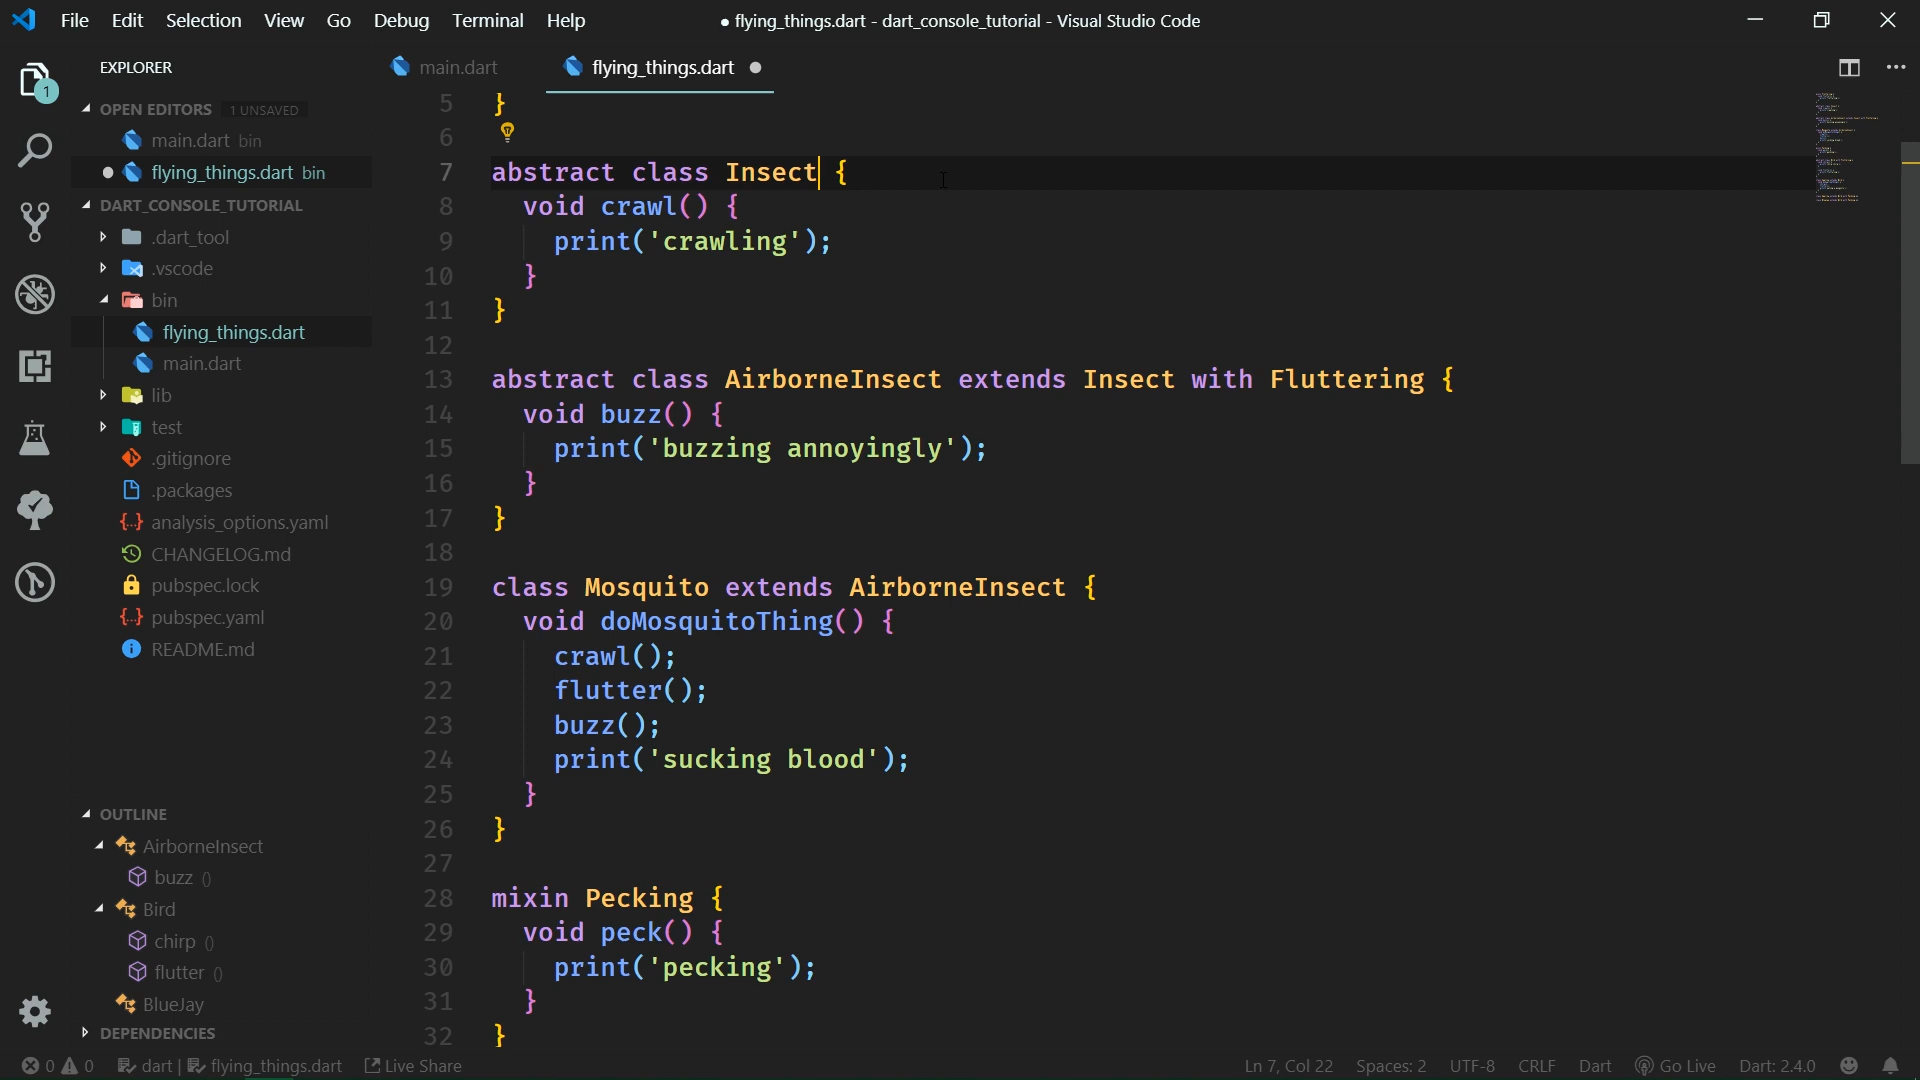 File Edit Selection View Go Debug Terminal Help
● flying_things.dart - dart_console_tutorial - Visual Studio Code
EXPLORER
1
OPEN EDITORS 1 UNSAVED
main.dart bin
flying_things.dart bin
DART_CONSOLE_TUTORIAL
.dart_tool
.vscode
bin
flying_things.dart
main.dart
lib
test
.gitignore
.packages
analysis_options.yaml
CHANGELOG.md
pubspec.lock
pubspec.yaml
README.md
OUTLINE
AirborneInsect
buzz ()
Bird
chirp ()
flutter ()
BlueJay
DEPENDENCIES
main.dart
flying_things.dart
5 }
6
7 abstract class Insect {
8 void crawl() {
9 print('crawling');
10 }
11 }
12
13 abstract class AirborneInsect extends Insect with Fluttering {
14 void buzz() {
15 print('buzzing annoyingly');
16 }
17 }
18
19 class Mosquito extends AirborneInsect {
20 void doMosquitoThing() {
21 crawl();
22 flutter();
23 buzz();
24 print('sucking blood');
25 }
26 }
27
28 mixin Pecking {
29 void peck() {
30 print('pecking');
31 }
32 }
0 0 dart | flying_things.dart Live Share
Ln 7, Col 22 Spaces: 2 UTF-8 CRLF Dart Go Live Dart: 2.4.0